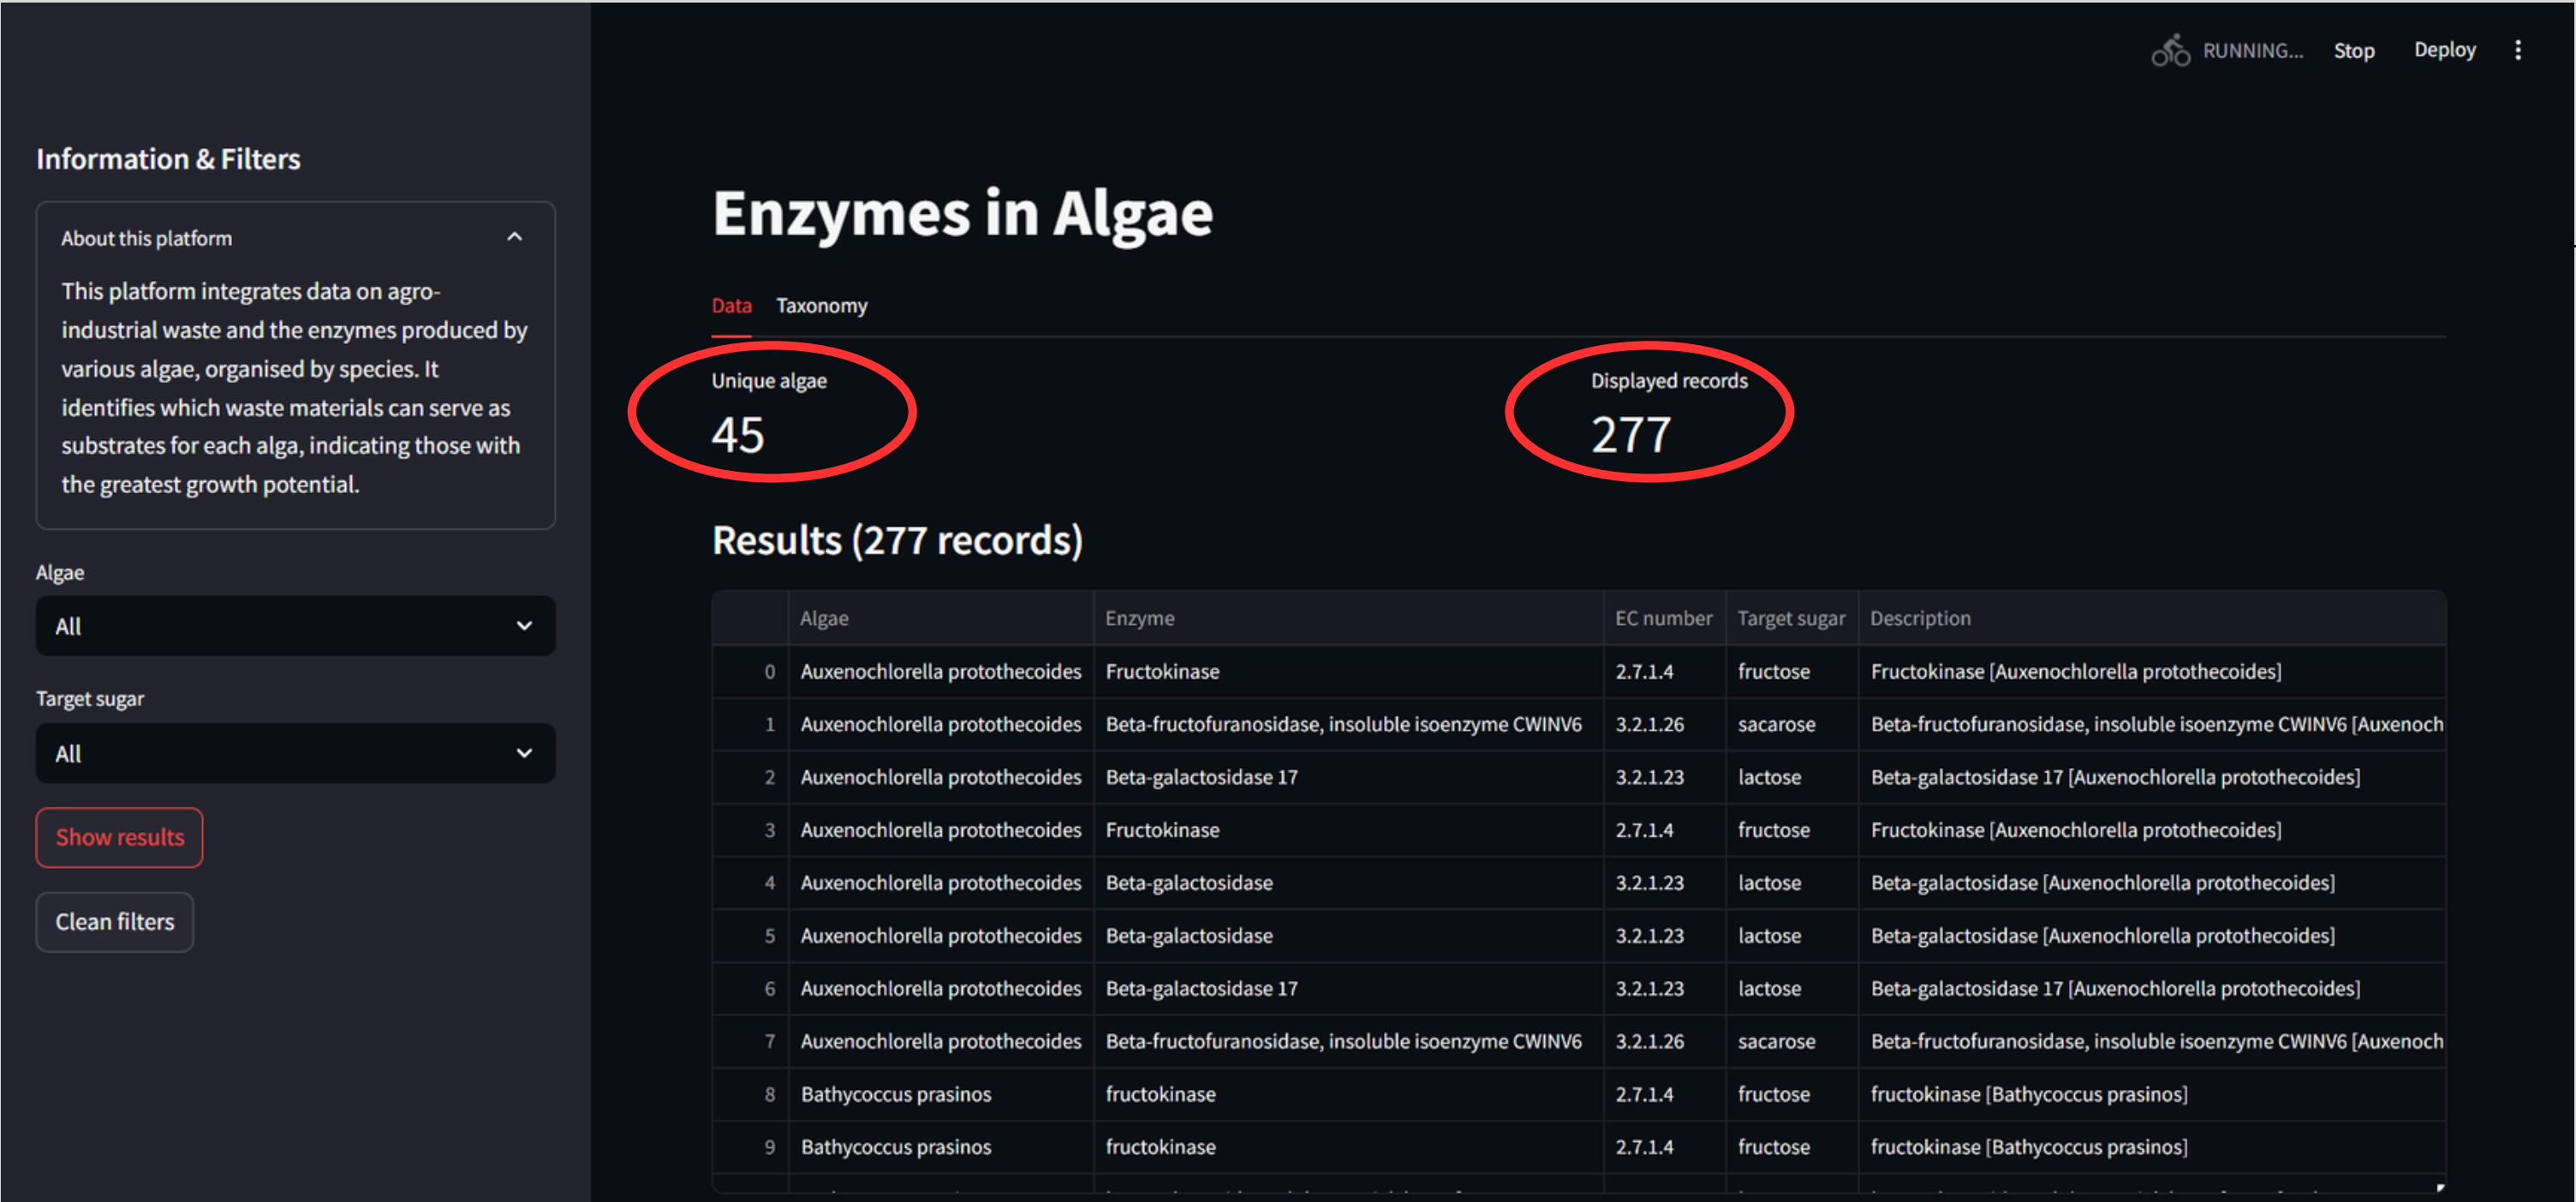 RUNNING... Stop Deploy
Information & Filters
About this platform
This platform integrates data on agro-
industrial waste and the enzymes produced by
various algae, organised by species. It
identifies which waste materials can serve as
substrates for each alga, indicating those with
the greatest growth potential.
Algae
All
Target sugar
All
Show results
Clean filters
Enzymes in Algae
Data Taxonomy
Unique algae
45
Displayed records
277
Results (277 records)
Algae Enzyme EC number Target sugar Description
0 Auxenochlorella protothecoides Fructokinase 2.7.1.4 fructose Fructokinase [Auxenochlorella protothecoides]
1 Auxenochlorella protothecoides Beta-fructofuranosidase, insoluble isoenzyme CWINV6 3.2.1.26 sacarose Beta-fructofuranosidase, insoluble isoenzyme CWINV6 [Auxenoch
2 Auxenochlorella protothecoides Beta-galactosidase 17 3.2.1.23 lactose Beta-galactosidase 17 [Auxenochlorella protothecoides]
3 Auxenochlorella protothecoides Fructokinase 2.7.1.4 fructose Fructokinase [Auxenochlorella protothecoides]
4 Auxenochlorella protothecoides Beta-galactosidase 3.2.1.23 lactose Beta-galactosidase [Auxenochlorella protothecoides]
5 Auxenochlorella protothecoides Beta-galactosidase 3.2.1.23 lactose Beta-galactosidase [Auxenochlorella protothecoides]
6 Auxenochlorella protothecoides Beta-galactosidase 17 3.2.1.23 lactose Beta-galactosidase 17 [Auxenochlorella protothecoides]
7 Auxenochlorella protothecoides Beta-fructofuranosidase, insoluble isoenzyme CWINV6 3.2.1.26 sacarose Beta-fructofuranosidase, insoluble isoenzyme CWINV6 [Auxenoch
8 Bathycoccus prasinos fructokinase 2.7.1.4 fructose fructokinase [Bathycoccus prasinos]
9 Bathycoccus prasinos fructokinase 2.7.1.4 fructose fructokinase [Bathycoccus prasinos]